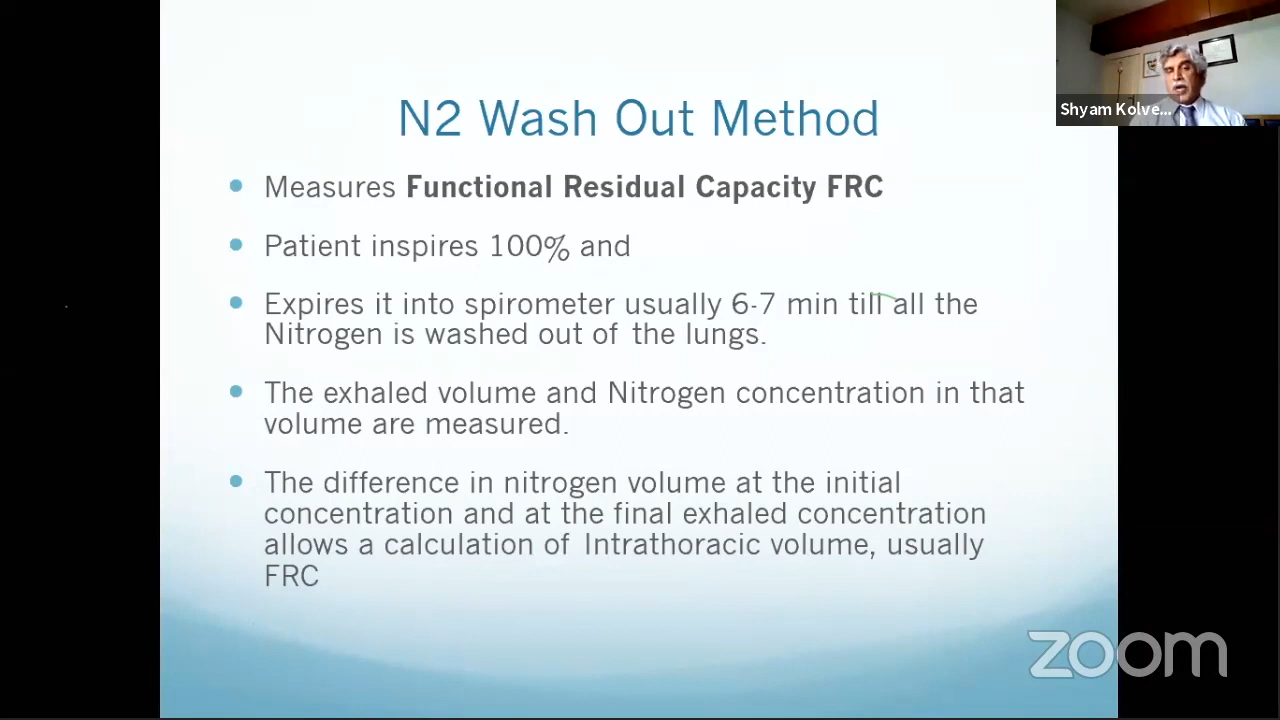 N2 Wash Out Method
Measures Functional Residual Capacity FRC
Patient inspires 100% and
Expires it into spirometer usually 6-7 min till all the
Nitrogen is washed out of the lungs.
The exhaled volume and Nitrogen concentration in that
volume are measured.
The difference in nitrogen volume at the initial
concentration and at the final exhaled concentration
allows a calculation of Intrathoracic volume, usually
FRC
Shyam Kolve...
zoom